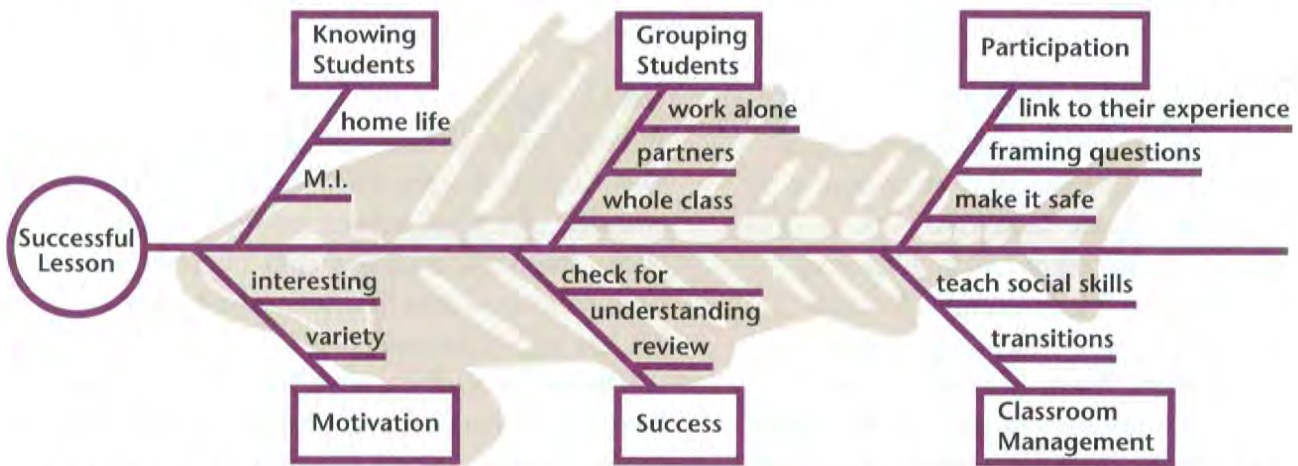 Knowing
Students
home life
M.I.
Grouping
Students
work alone
partners
whole class
Participation
link to their experience
framing questions
make it safe
Successful
Lesson
interesting
variety
Motivation
check for
understanding
review
Success
teach social skills
transitions
Classroom
Management